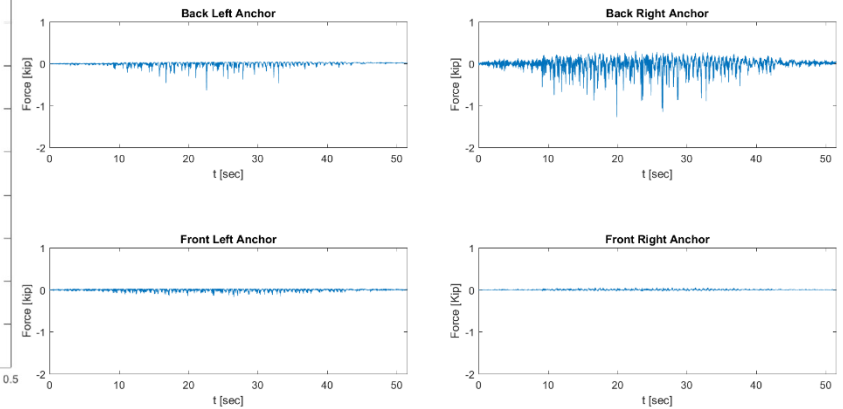 Back Left Anchor
1
0
-1
-2
Force [kip]
0 10 20 30 40 50
t [sec]
Back Right Anchor
1
0
-1
-2
Force [kip]
0 10 20 30 40 50
t [sec]
Front Left Anchor
1
0
-1
-2
Force [kip]
0 10 20 30 40 50
t [sec]
Front Right Anchor
1
0
-1
-2
Force [Kip]
0 10 20 30 40 50
t [sec]
0.5